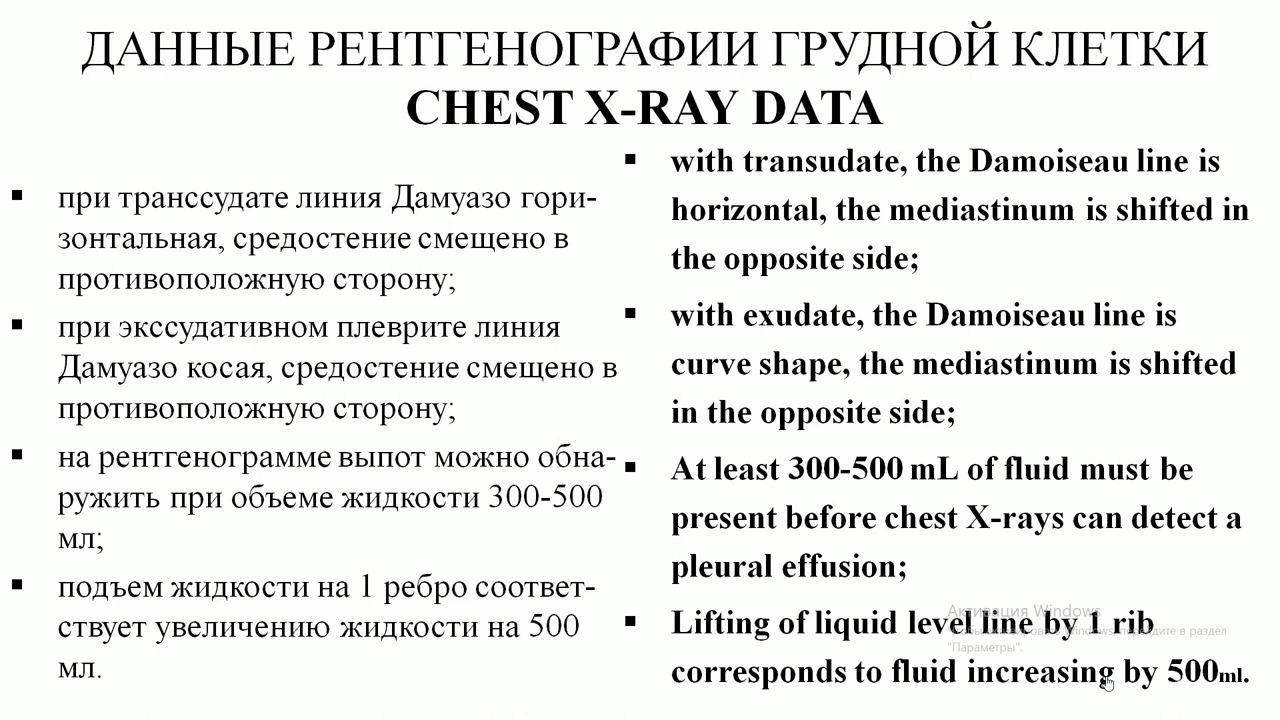 ДАННЫЕ РЕНТГЕНОГРАФИИ ГРУДНОЙ КЛЕТКИ
CHEST X-RAY DATA
▪ при транссудате линия Дамуазо гори-
зонтальная, средостение смещено в
противоположную сторону;
▪ при экссудативном плеврите линия
Дамуазо косая, средостение смещено в
противоположную сторону;
▪ на рентгенограмме выпот можно обна-
ружить при объеме жидкости 300-500
мл;
▪ подъем жидкости на 1 ребро соответ-
ствует увеличению жидкости на 500
мл.
▪ with transudate, the Damoiseau line is
horizontal, the mediastinum is shifted in
the opposite side;
▪ with exudate, the Damoiseau line is
curve shape, the mediastinum is shifted
in the opposite side;
▪ At least 300-500 mL of fluid must be
present before chest X-rays can detect a
pleural effusion;
▪ Lifting of liquid level line by 1 rib
corresponds to fluid increasing by 500ml.
Активация Windows
Windows, перейдите в раздел
"Параметры".